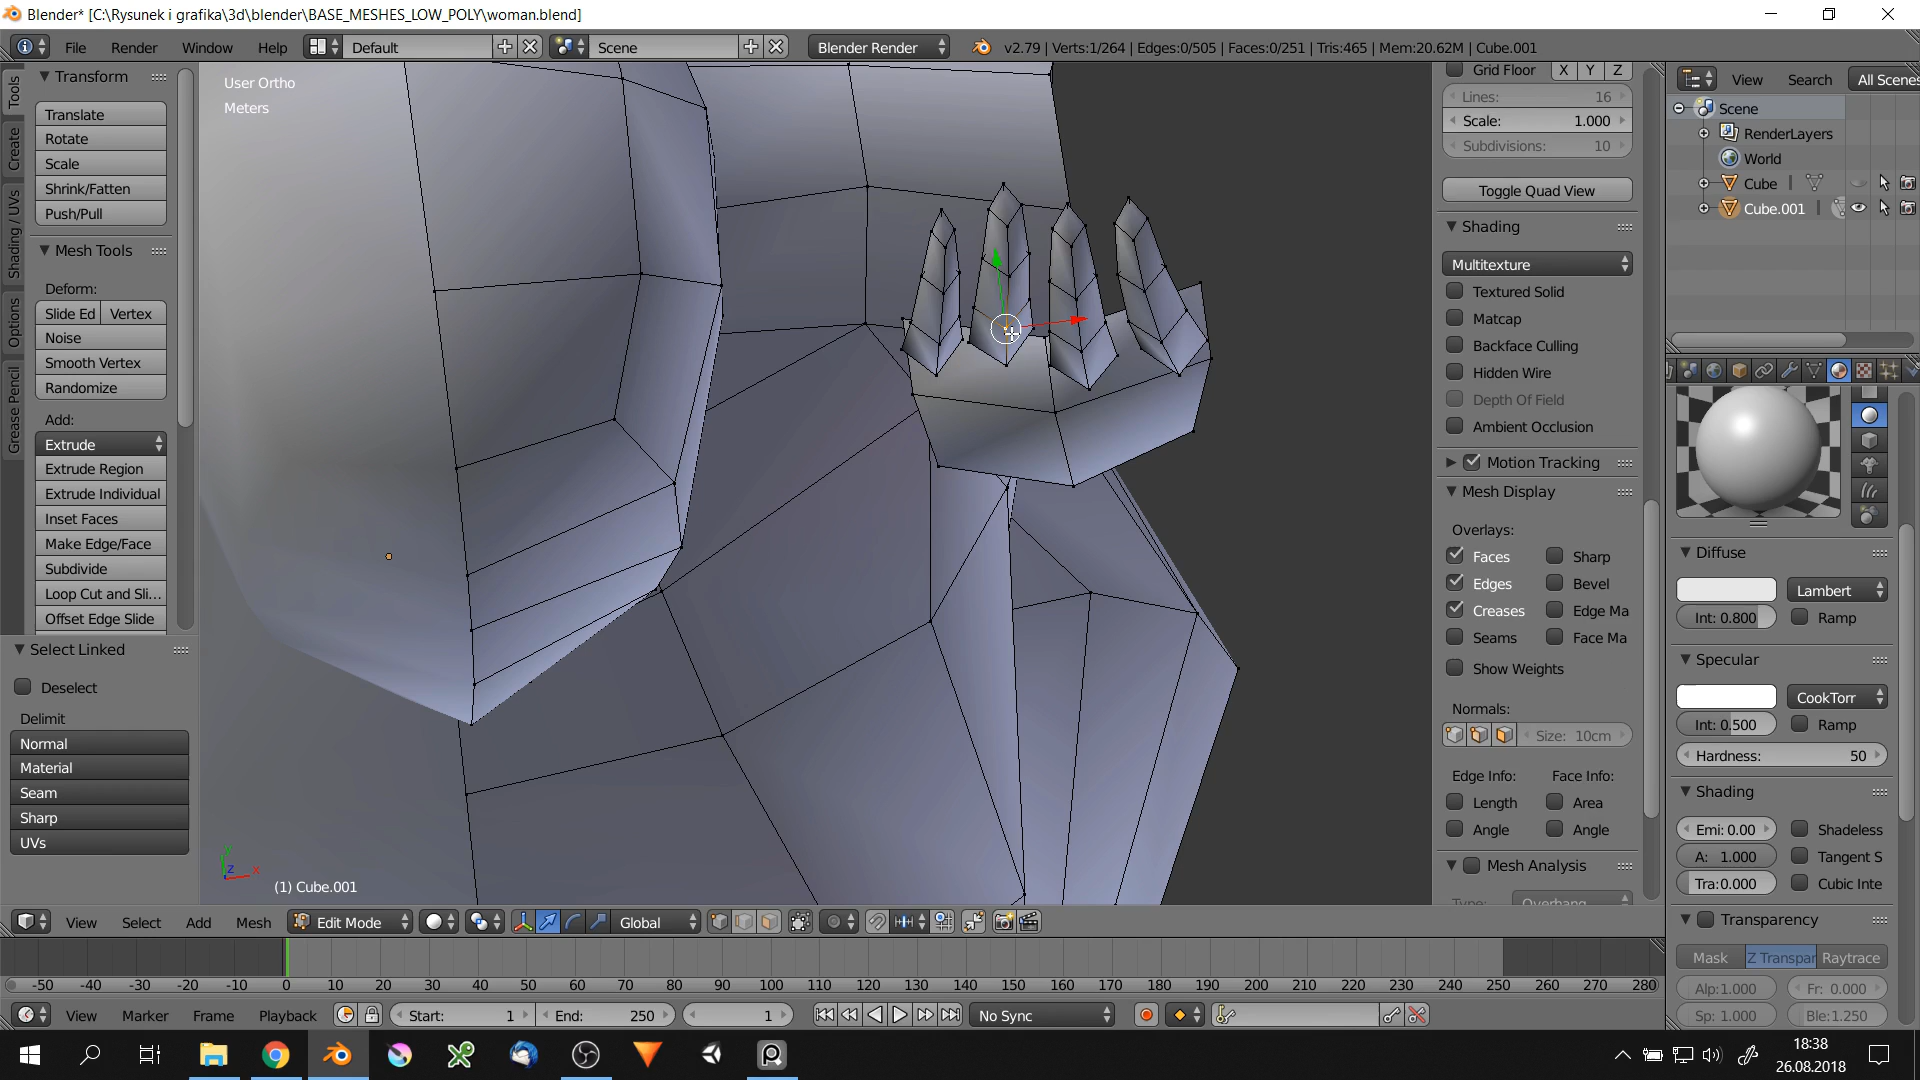 Blender* [C:\Rysunek i grafika\3d\blender\BASE_MESHES_LOW_POLY\woman.blend]
File Render Window Help Default Scene Blender Render v2.79 | Verts:1/264 | Edges:0/505 | Faces:0/251 | Tris:465 | Mem:20.62M | Cube.001
Tools
Create
Shading / UVs
Options
Grease Pencil
Transform
Translate
Rotate
Scale
Shrink/Fatten
Push/Pull
Mesh Tools
Deform:
Slide Ed Vertex
Noise
Smooth Vertex
Randomize
Add:
Extrude
Extrude Region
Extrude Individual
Inset Faces
Make Edge/Face
Subdivide
Loop Cut and Sli...
Offset Edge Slide
Select Linked
Deselect
Delimit
Normal
Material
Seam
Sharp
UVs
User Ortho
Meters
(1) Cube.001
y
z x
Grid Floor X Y Z
Lines: 16
Scale: 1.000
Subdivisions: 10
Toggle Quad View
Shading
Multitexture
Textured Solid
Matcap
Backface Culling
Hidden Wire
Depth Of Field
Ambient Occlusion
Motion Tracking
Mesh Display
Overlays:
Faces Sharp
Edges Bevel
Creases Edge Ma
Seams Face Ma
Show Weights
Normals:
Size: 10cm
Edge Info: Face Info:
Length Area
Angle Angle
Mesh Analysis
Type: Overhang
View Search All Scenes
Scene
RenderLayers
World
Cube
Cube.001
Diffuse
Lambert
Int: 0.800 Ramp
Specular
CookTorr
Int: 0.500 Ramp
Hardness: 50
Shading
Emi: 0.00 Shadeless
A: 1.000 Tangent S
Tra:0.000 Cubic Inte
Transparency
Mask Z Transpar Raytrace
Alp:1.000 Fr: 0.000
Sp: 1.000 Ble:1.250
View Select Add Mesh Edit Mode Global
-50 -40 -30 -20 -10 0 10 20 30 40 50 60 70 80 90 100 110 120 130 140 150 160 170 180 190 200 210 220 230 240 250 260 270 280
View Marker Frame Playback Start: 1 End: 250 1 No Sync
18:38
26.08.2018